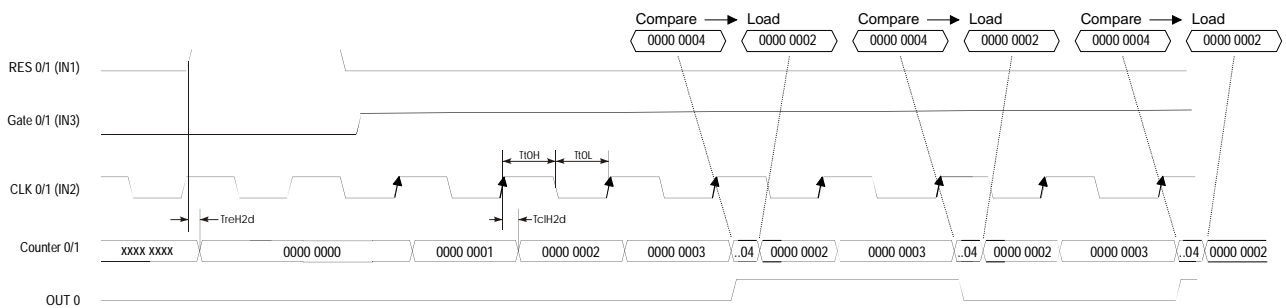 Compare Load Compare Load Compare Load
0000 0004 0000 0002 0000 0004 0000 0002 0000 0004 0000 0002
RES 0/1 (IN1)
Gate 0/1 (IN3)
Tt0H Tt0L
CLK 0/1 (IN2)
TreH2d TclH2d
Counter 0/1 xxxx xxxx 0000 0000 0000 0001 0000 0002 0000 0003 ..04 0000 0002 0000 0003 ..04 0000 0002 0000 0003 ..04 0000 0002
OUT 0